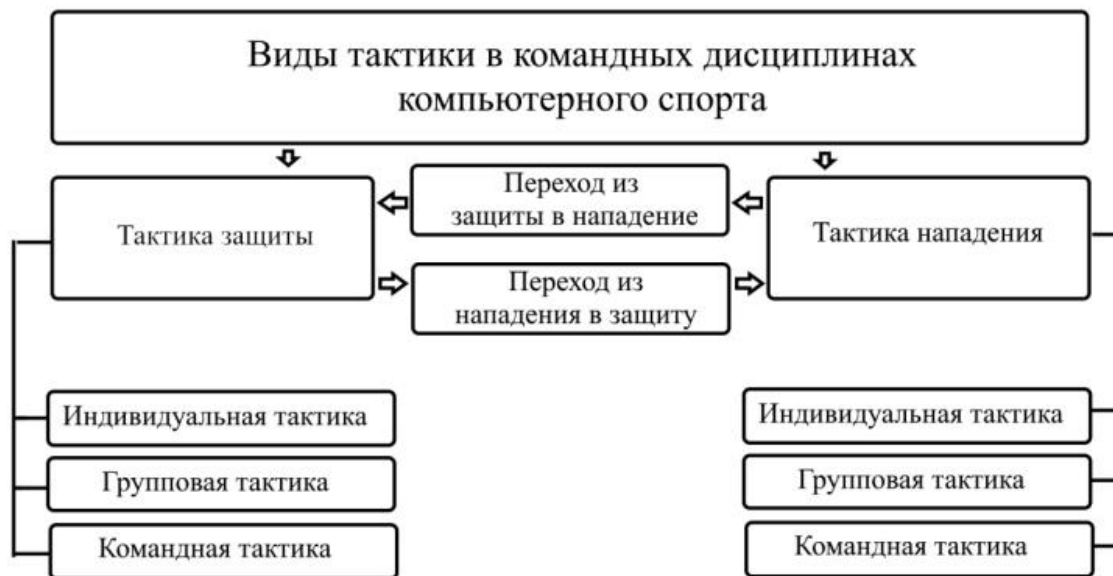 Виды тактики в командных дисциплинах
компьютерного спорта
Переход из
защиты в нападение
Тактика защиты
Тактика нападения
Переход из
нападения в защиту
Индивидуальная тактика
Индивидуальная тактика
Групповая тактика
Групповая тактика
Командная тактика
Командная тактика